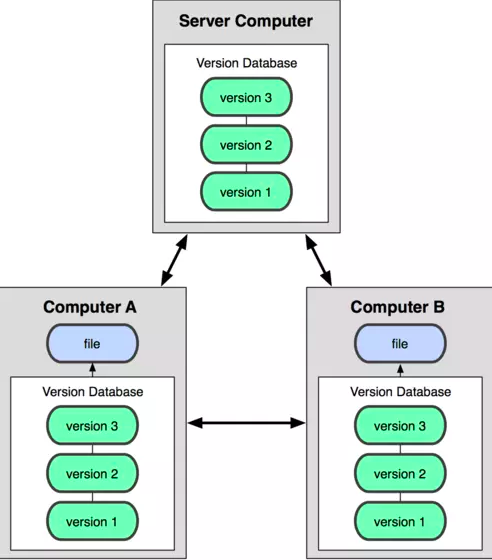 Server Computer
Version Database
version 3
version 2
version 1
Computer A
file
Version Database
version 3
version 2
version 1
Computer B
file
Version Database
version 3
version 2
version 1